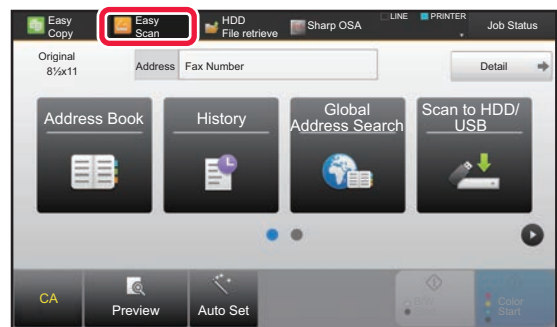 Easy
Copy
Easy
Scan
HDD
File retrieve
Sharp OSA
LINE
PRINTER
Job Status
Original
8½x11
Address
Fax Number
Detail
Address Book
History
Global
Address Search
Scan to HDD/
USB
CA
Preview
Auto Set
B/W
Start
Color
Start